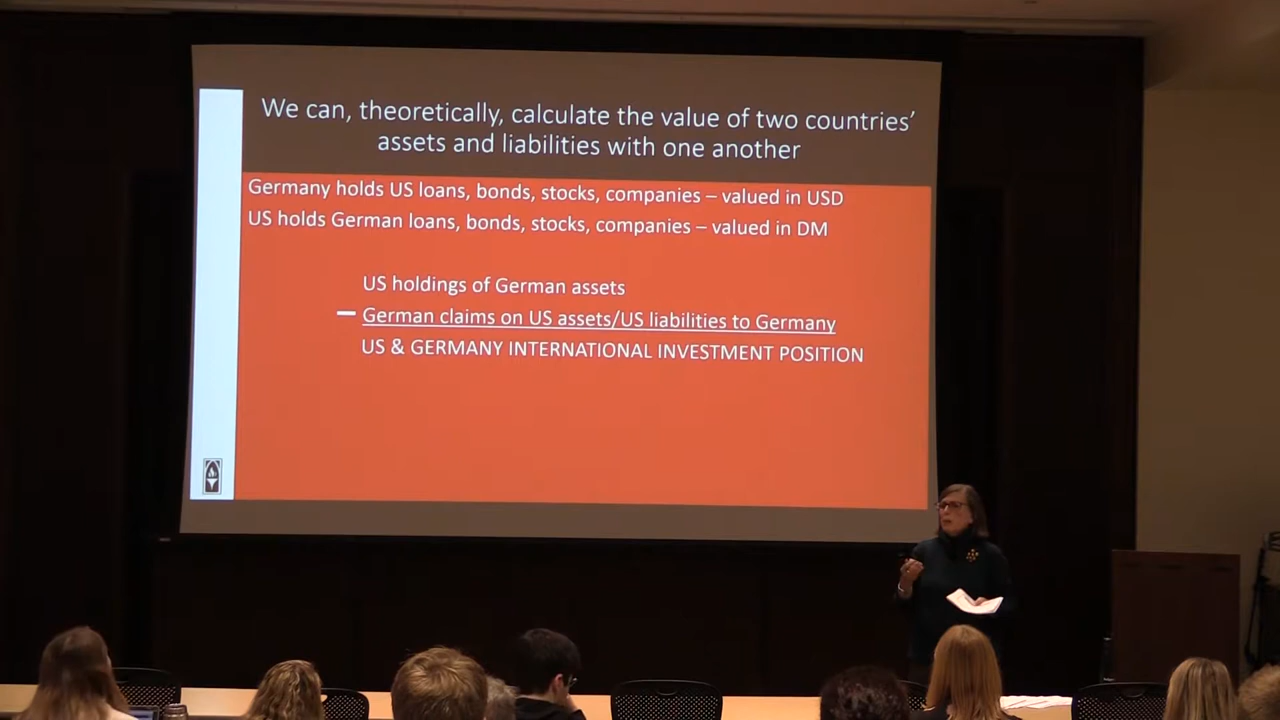 We can, theoretically, calculate the value of two countries’
assets and liabilities with one another
Germany holds US loans, bonds, stocks, companies – valued in USD
US holds German loans, bonds, stocks, companies – valued in DM
US holdings of German assets
— German claims on US assets/US liabilities to Germany
US & GERMANY INTERNATIONAL INVESTMENT POSITION